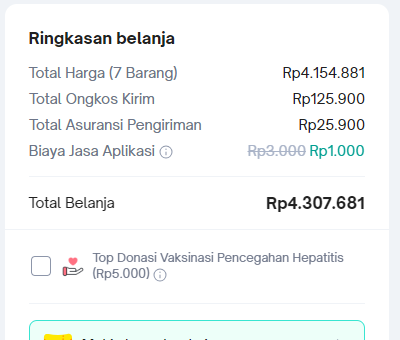 Ringkasan belanja
Total Harga (7 Barang) Rp4.154.881
Total Ongkos Kirim Rp125.900
Total Asuransi Pengiriman Rp25.900
Biaya Jasa Aplikasi Rp3.000 Rp1.000
Total Belanja Rp4.307.681
Top Donasi Vaksinasi Pencegahan Hepatitis
(Rp5.000)